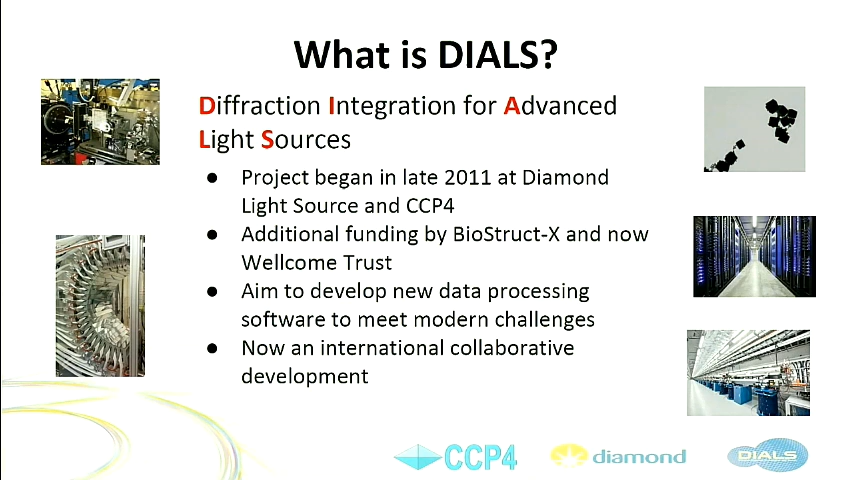 What is DIALS?
Diffraction Integration for Advanced
Light Sources
● Project began in late 2011 at Diamond
Light Source and CCP4
● Additional funding by BioStruct-X and now
Wellcome Trust
● Aim to develop new data processing
software to meet modern challenges
● Now an international collaborative
development
CCP4
diamond
DIALS